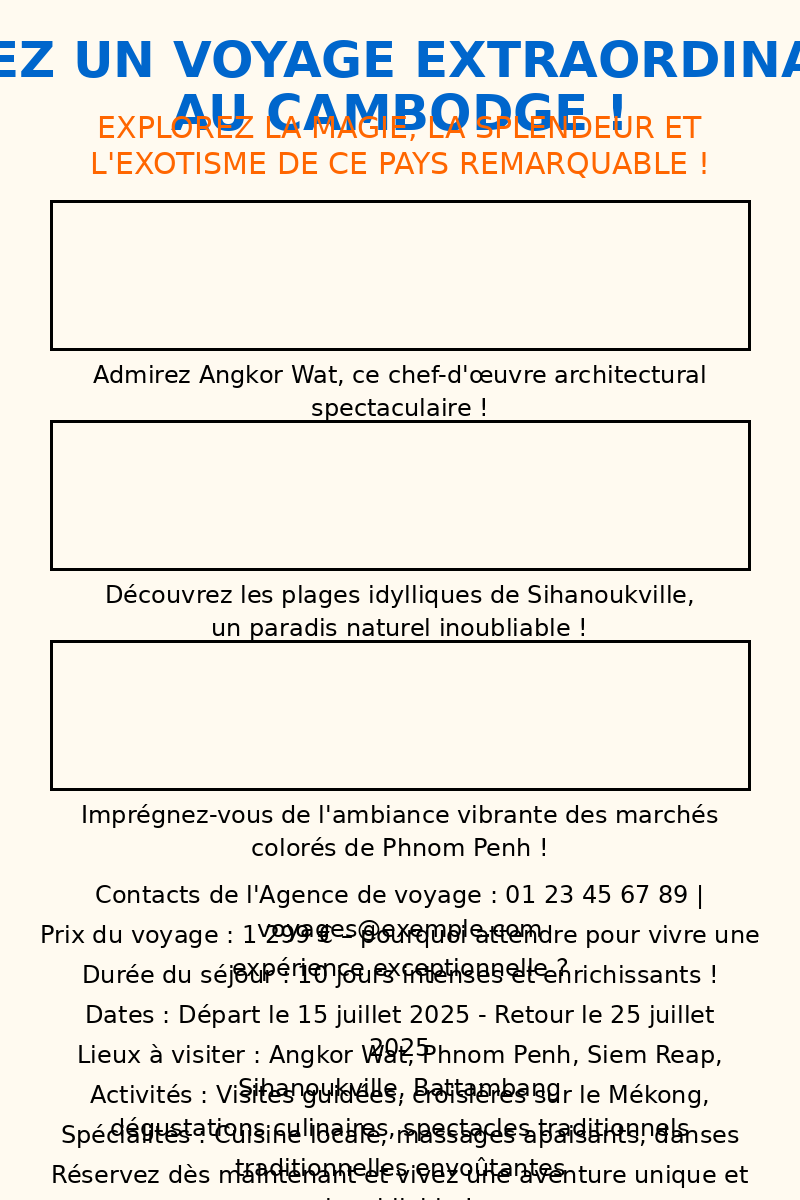 EZ UN VOYAGE EXTRAORDINA
AU CAMBODGE !
EXPLOREZ LA MAGIE, LA SPLENDEUR ET
L'EXOTISME DE CE PAYS REMARQUABLE !
Admirez Angkor Wat, ce chef-d'œuvre architectural
spectaculaire !
Découvrez les plages idylliques de Sihanoukville,
un paradis naturel inoubliable !
Imprégnez-vous de l'ambiance vibrante des marchés
colorés de Phnom Penh !
Contacts de l'Agence de voyage : 01 23 45 67 89 |
voyages@exemple.com
Prix du voyage : 1 299 € – pourquoi attendre pour vivre une
expérience exceptionnelle ?
Durée du séjour : 10 jours intenses et enrichissants !
Dates : Départ le 15 juillet 2025 - Retour le 25 juillet
2025
Lieux à visiter : Angkor Wat, Phnom Penh, Siem Reap,
Sihanoukville, Battambang
Activités : Visites guidées, croisières sur le Mékong,
dégustations culinaires, spectacles traditionnels
Spécialités : Cuisine locale, massages apaisants, danses
traditionnelles envoûtantes
Réservez dès maintenant et vivez une aventure unique et